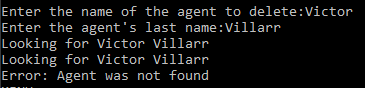 Enter the name of the agent to delete:Victor
Enter the agent's last name:Villarr
Looking for Victor Villarr
Looking for Victor Villarr
Error: Agent was not found